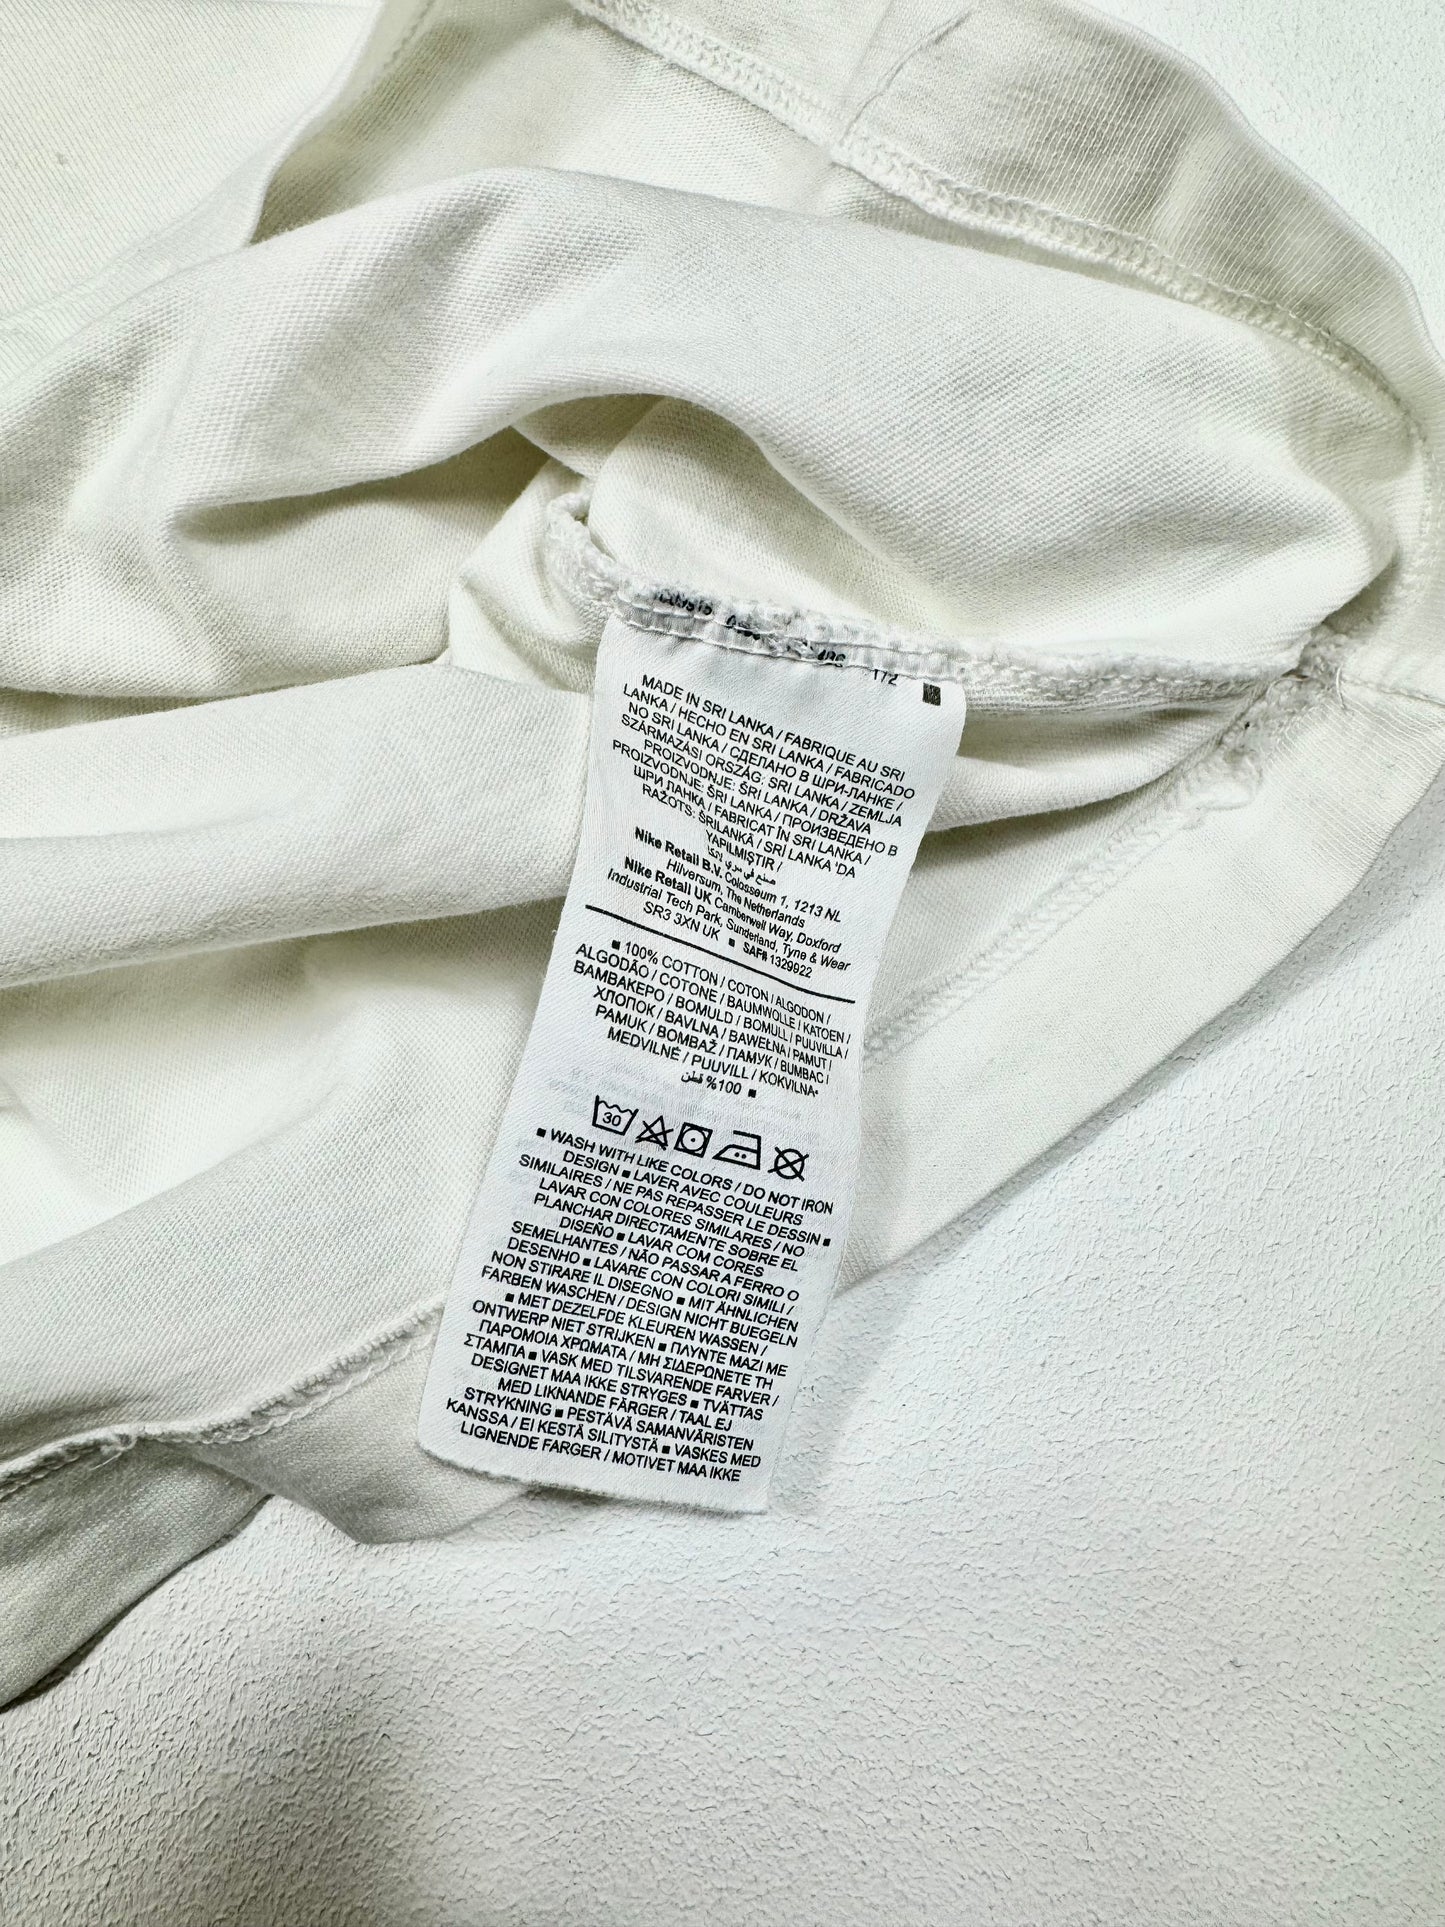 1/2
MADE IN SRI LANKA / FABRIQUE AU SRI
LANKA / HECHO EN SRI LANKA / FABRICADO
NO SRI LANKA / СДЕЛАНО В ШРИ-ЛАНКЕ /
SZÁRMAZÁSI ORSZÁG: SRI LANKA / ZEMLJA
PROIZVODNJE: ŠRI LANKA / DRŽAVA
PROIZVODNJE: ŠRI LANKA / ПРОИЗВЕДЕНО В
ШРИ ЛАНКА / FABRICAT ÎN SRI LANKA /
RAŽOTS: ŠRILANKĀ / SRİ LANKA 'DA
YAPILMIŞTIR /
صنع في سري لانكا
Nike Retail B.V. Colosseum 1, 1213 NL
Hilversum, The Netherlands
Nike Retail UK Camberwell Way, Doxford
Industrial Tech Park, Sunderland, Tyne & Wear
SR3 3XN UK ■ SAF# 1329922
■ 100% COTTON / COTON / ALGODON /
ALGODÃO / COTONE / BAUMWOLLE / KATOEN /
ΒΑΜΒΑΚΕΡΟ / BOMULD / BOMULL / PUUVILLA /
ХЛОПОК / BAVLNA / BAWEŁNA / PAMUT /
PAMUK / BOMBAŽ / ПАМУК / BUMBAC /
MEDVILNĖ / PUUVILL / KOKVILNA*
100% قطن ■
30
■ WASH WITH LIKE COLORS / DO NOT IRON
DESIGN ■ LAVER AVEC COULEURS
SIMILAIRES / NE PAS REPASSER LE DESSIN ■
LAVAR CON COLORES SIMILARES / NO
PLANCHAR DIRECTAMENTE SOBRE EL
DISEÑO ■ LAVAR COM CORES
SEMELHANTES / NÃO PASSAR A FERRO O
DESENHO ■ LAVARE CON COLORI SIMILI /
NON STIRARE IL DISEGNO ■ MIT ÄHNLICHEN
FARBEN WASCHEN / DESIGN NICHT BUEGELN
■ MET DEZELFDE KLEUREN WASSEN /
ONTWERP NIET STRIJKEN ■ ΠΛΥΝΤΕ ΜΑΖΙ ΜΕ
ΠΑΡΟΜΟΙΑ ΧΡΩΜΑΤΑ / ΜΗ ΣΙΔΕΡΩΝΕΤΕ ΤΗ
ΣΤΑΜΠΑ ■ VASK MED TILSVARENDE FARVER /
DESIGNET MAA IKKE STRYGES ■ TVÄTTAS
MED LIKNANDE FÄRGER / TAAL EJ
STRYKNING ■ PESTÄVÄ SAMANVÄRISTEN
KANSSA / EI KESTÄ SILITYSTÄ ■ VASKES MED
LIGNENDE FARGER / MOTIVET MAA IKKE